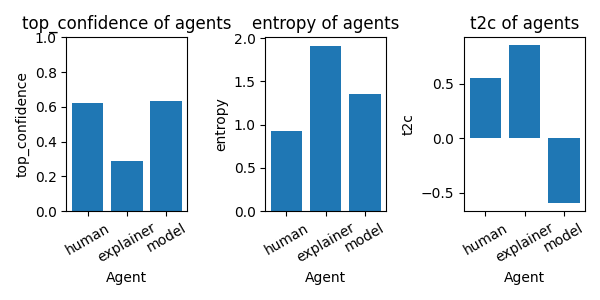 top_confidence of agents
top_confidence
1.0
0.8
0.6
0.4
0.2
0.0
human
explainer
model
Agent
entropy of agents
entropy
2.0
1.5
1.0
0.5
0.0
human
explainer
model
Agent
t2c of agents
t2c
0.5
0.0
−0.5
human
explainer
model
Agent